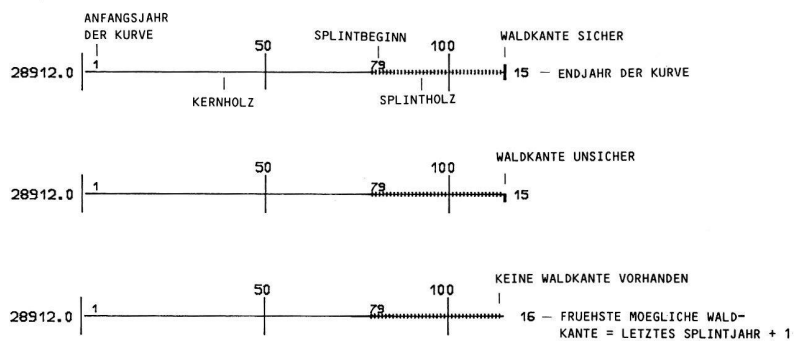 ANFANGSJAHR
DER KURVE
50
SPLINTBEGINN
100
WALDKANTE SICHER
28912.0
1
79
15 — ENDJAHR DER KURVE
KERNHOLZ
SPLINTHOLZ
50
100
WALDKANTE UNSICHER
28912.0
1
79
15
50
100
KEINE WALDKANTE VORHANDEN
28912.0
1
79
16 — FRUEHSTE MOEGLICHE WALD-
KANTE = LETZTES SPLINTJAHR + 1